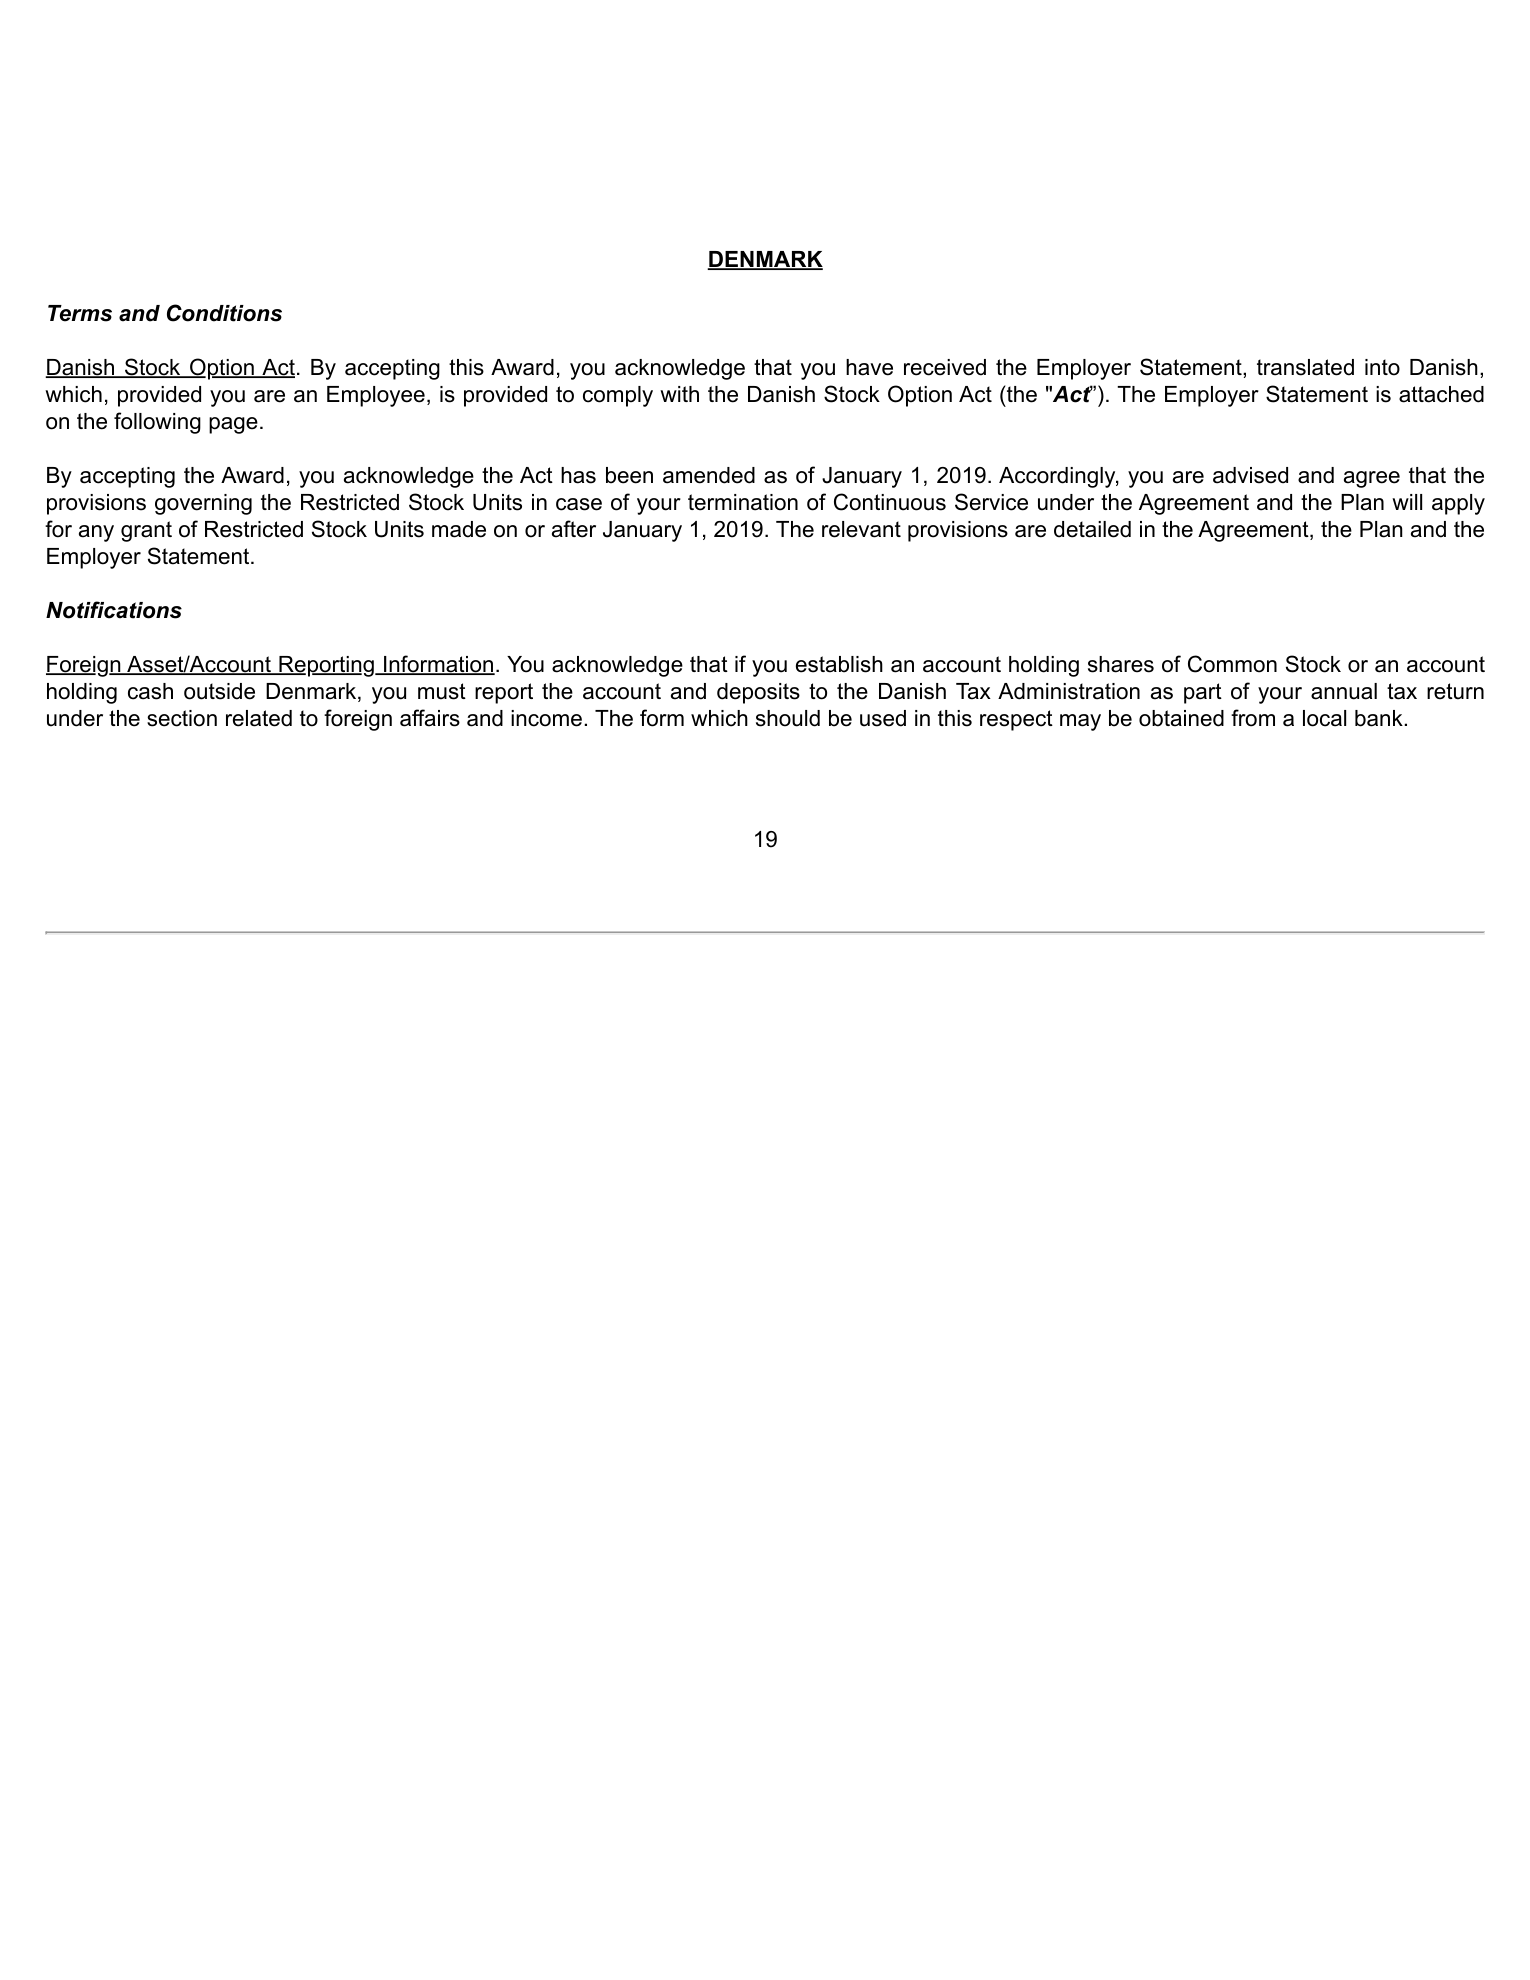 DENMARK
Terms and Conditions
Danish Stock Option Act. By accepting this Award, you acknowledge that you have received the Employer Statement, translated into Danish,
which, provided you are an Employee, is provided to comply with the Danish Stock Option Act (the "Act”). The Employer Statement is attached
on the following page.
By accepting the Award, you acknowledge the Act has been amended as of January 1, 2019. Accordingly, you are advised and agree that the
provisions governing the Restricted Stock Units in case of your termination of Continuous Service under the Agreement and the Plan will apply
for any grant of Restricted Stock Units made on or after January 1, 2019. The relevant provisions are detailed in the Agreement, the Plan and the
Employer Statement.
Notifications
Foreign Asset/Account Reporting Information. You acknowledge that if you establish an account holding shares of Common Stock or an account
holding cash outside Denmark, you must report the account and deposits to the Danish Tax Administration as part of your annual tax return
under the section related to foreign affairs and income. The form which should be used in this respect may be obtained from a local bank.
19